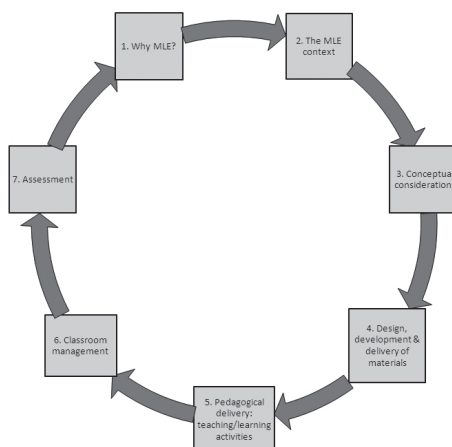 1. Why MLE?
2. The MLE
context
3. Conceptual
consideration
4. Design,
development &
delivery of
materials
5. Pedagogical
delivery:
teaching/learning
activities
6. Classroom
management
7. Assessment